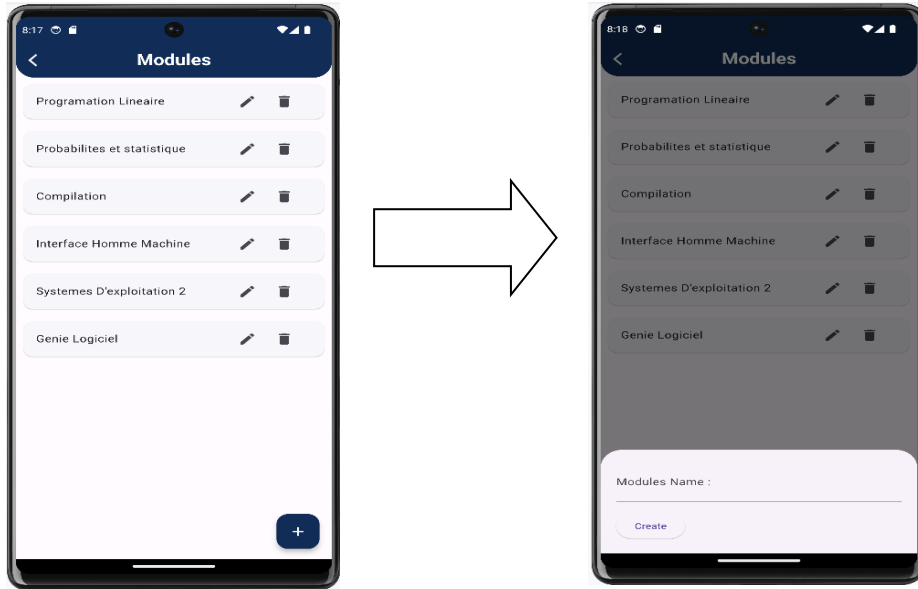 8:17
Modules
Programation Lineaire
Probabilites et statistique
Compilation
Interface Homme Machine
Systemes D'exploitation 2
Genie Logiciel
+
8:18
Modules
Programation Lineaire
Probabilites et statistique
Compilation
Interface Homme Machine
Systemes D'exploitation 2
Genie Logiciel
Modules Name :
Create